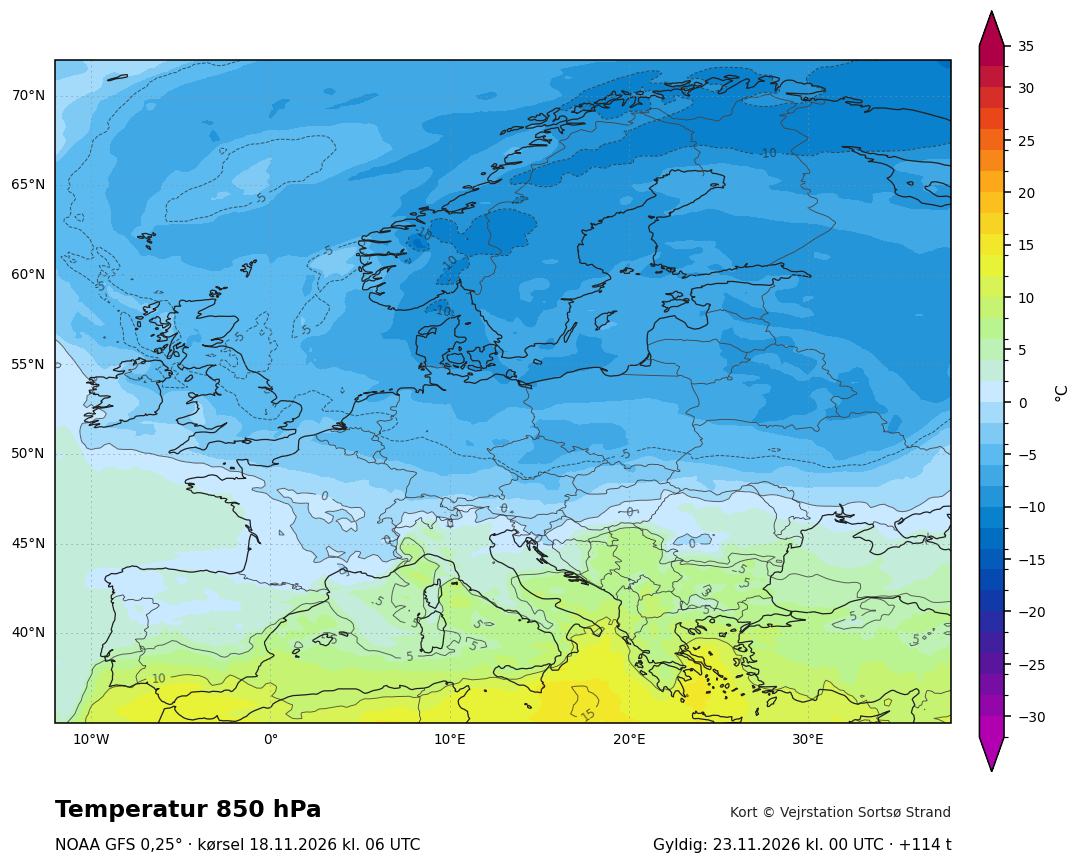 70°N
65°N
60°N
55°N
50°N
45°N
40°N
10°W
0°
10°E
20°E
30°E
35
30
25
20
15
10
5
0
−5
−10
−15
−20
−25
−30
°C
Temperatur 850 hPa
Kort © Vejrstation Sortsø Strand
NOAA GFS 0,25° · kørsel 18.11.2026 kl. 06 UTC
Gyldig: 23.11.2026 kl. 00 UTC · +114 t